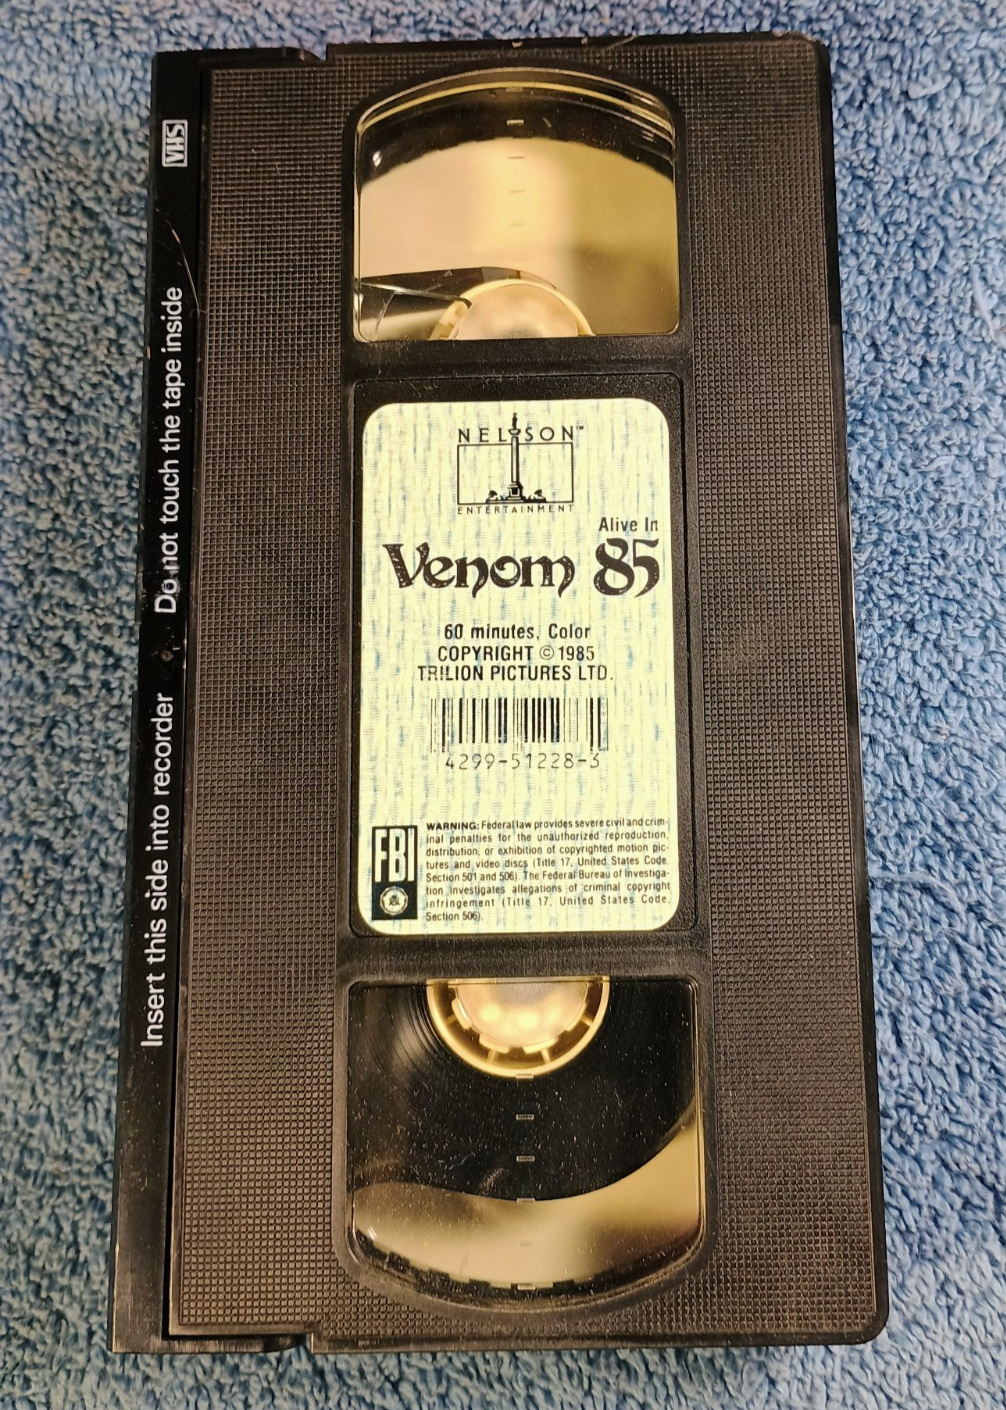 VHS
Insert this side into recorder
Do not touch the tape inside
NELSON™
ENTERTAINMENT
Alive In
Venom 85
60 minutes, Color
COPYRIGHT © 1985
TRILION PICTURES LTD.
4299-51228-3
FBI
WARNING: Federal law provides severe civil and crim-
inal penalties for the unauthorized reproduction,
distribution, or exhibition of copyrighted motion pic-
tures and video discs (Title 17, United States Code,
Section 501 and 506). The Federal Bureau of Investiga-
tion investigates allegations of criminal copyright
infringement (Title 17, United States Code,
Section 506).